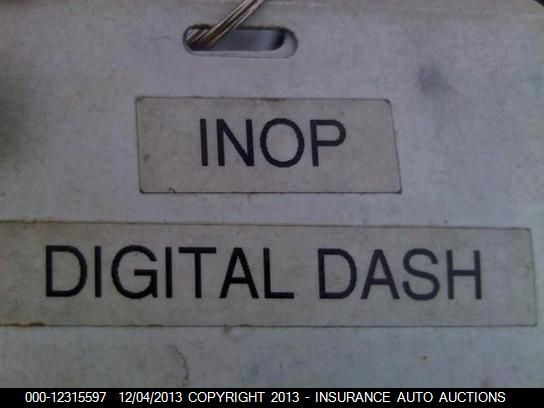 INOP
DIGITAL DASH
000-12315597 12/04/2013 COPYRIGHT 2013 - INSURANCE AUTO AUCTIONS